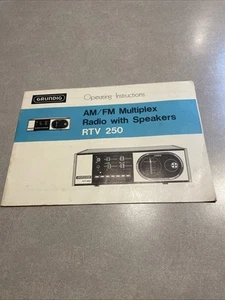 GRUNDIG
Operating Instructions
AM/FM Multiplex
Radio with Speakers
RTV 250